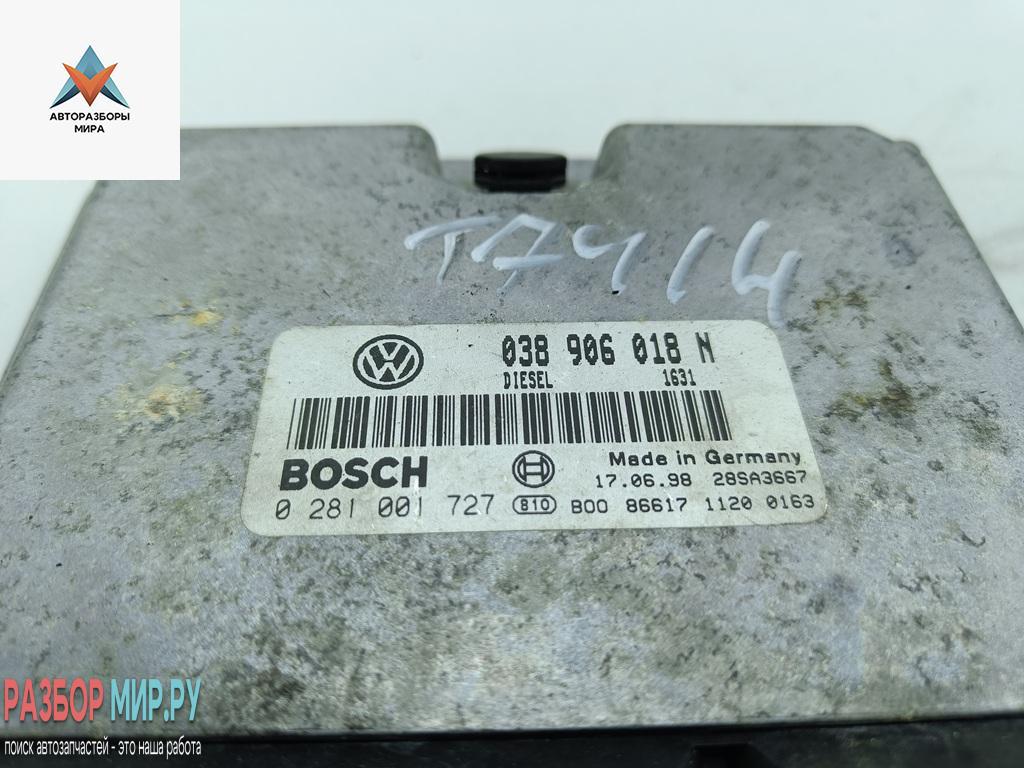 АВТОРАЗБОРЫ
МИРА
T7414
VW
038 906 018 N
DIESEL 1631
BOSCH
Made in Germany
17.06.98 28SA3667
0 281 001 727 810 B00 86617 1120 0163
РАЗБОР МИР.РУ
поиск автозапчастей - это наша работа